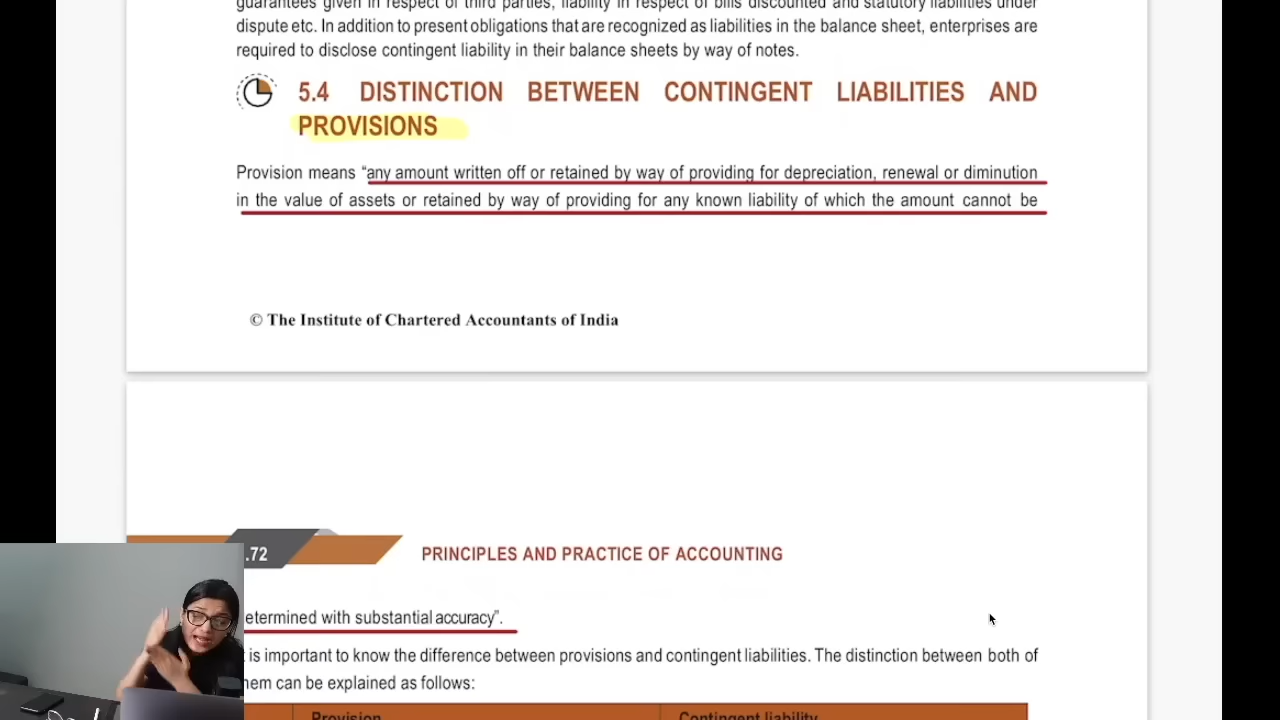 guarantees given in respect of third parties, liability in respect of bills discounted and statutory liabilities under
dispute etc. In addition to present obligations that are recognized as liabilities in the balance sheet, enterprises are
required to disclose contingent liability in their balance sheets by way of notes.
5.4 DISTINCTION BETWEEN CONTINGENT LIABILITIES AND
PROVISIONS
Provision means “any amount written off or retained by way of providing for depreciation, renewal or diminution
in the value of assets or retained by way of providing for any known liability of which the amount cannot be
© The Institute of Chartered Accountants of India
.72 PRINCIPLES AND PRACTICE OF ACCOUNTING
etermined with substantial accuracy”.
is important to know the difference between provisions and contingent liabilities. The distinction between both of
hem can be explained as follows:
Provision Contingent liability